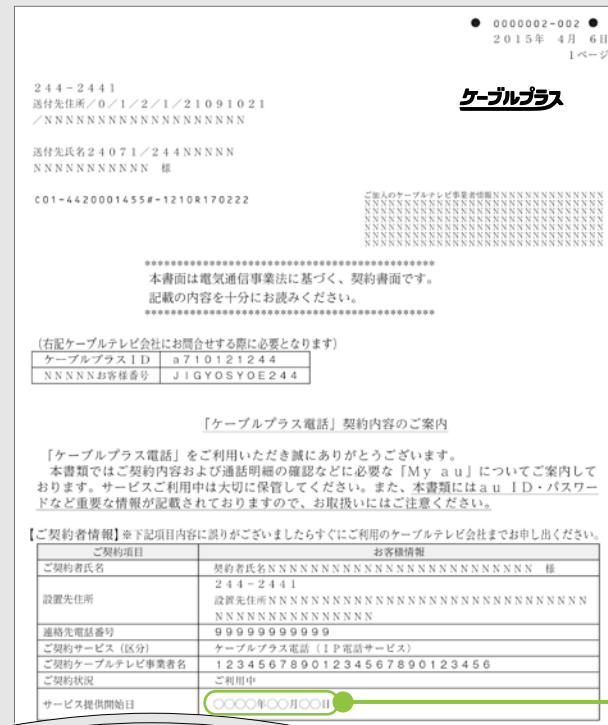 ● 0000002-002 ●
2015年 4月 6日
1ページ
244-2441
送付先住所/0/1/2/1/21091021
/NNNNNNNNNNNNNNNNNNN
ケーブルプラス
送付先氏名24071/244NNNNN
NNNNNNNNNNN 様
C01-4420001455#-1210R170222
ご加入のケーブルテレビ事業者情報NNNNNNNNNNNNN
****************************************
本書面は電気通信事業法に基づく、契約書面です。
記載の内容を十分にお読みください。
****************************************
(右記ケーブルテレビ会社にお問合せする際に必要となります)
ケーブルプラスID a710121244
NNNNNお客様番号 JIGYOSYOE244
「ケーブルプラス電話」契約内容のご案内
「ケーブルプラス電話」をご利用いただき誠にありがとうございます。
本書類ではご契約内容および通話明細の確認などに必要な「My au」についてご案内して
おります。サービスご利用中は大切に保管してください。また、本書類にはau ID・パスワー
ドなど重要な情報が記載されておりますので、お取扱いにはご注意ください。
【ご契約者情報】※下記項目内容に誤りがございましたらすぐにご利用のケーブルテレビ会社までお申し出ください。
ご契約項目 お客様情報
ご契約者氏名 契約者氏名NNNNNNNNNNNNNNNNNNNNNNNNN 様
244-2441
設置先住所 設置先住所NNNNNNNNNNNNNNNNNNNNNNNNNNNNNN
NNNNNNNNNNNNNNN
連絡先電話番号 99999999999
ご契約サービス(区分) ケーブルプラス電話(IP電話サービス)
ご契約ケーブルテレビ事業者名 12345678901234567890123456
ご契約状況 ご利用中
サービス提供開始日 ○○○○年○○月○○日